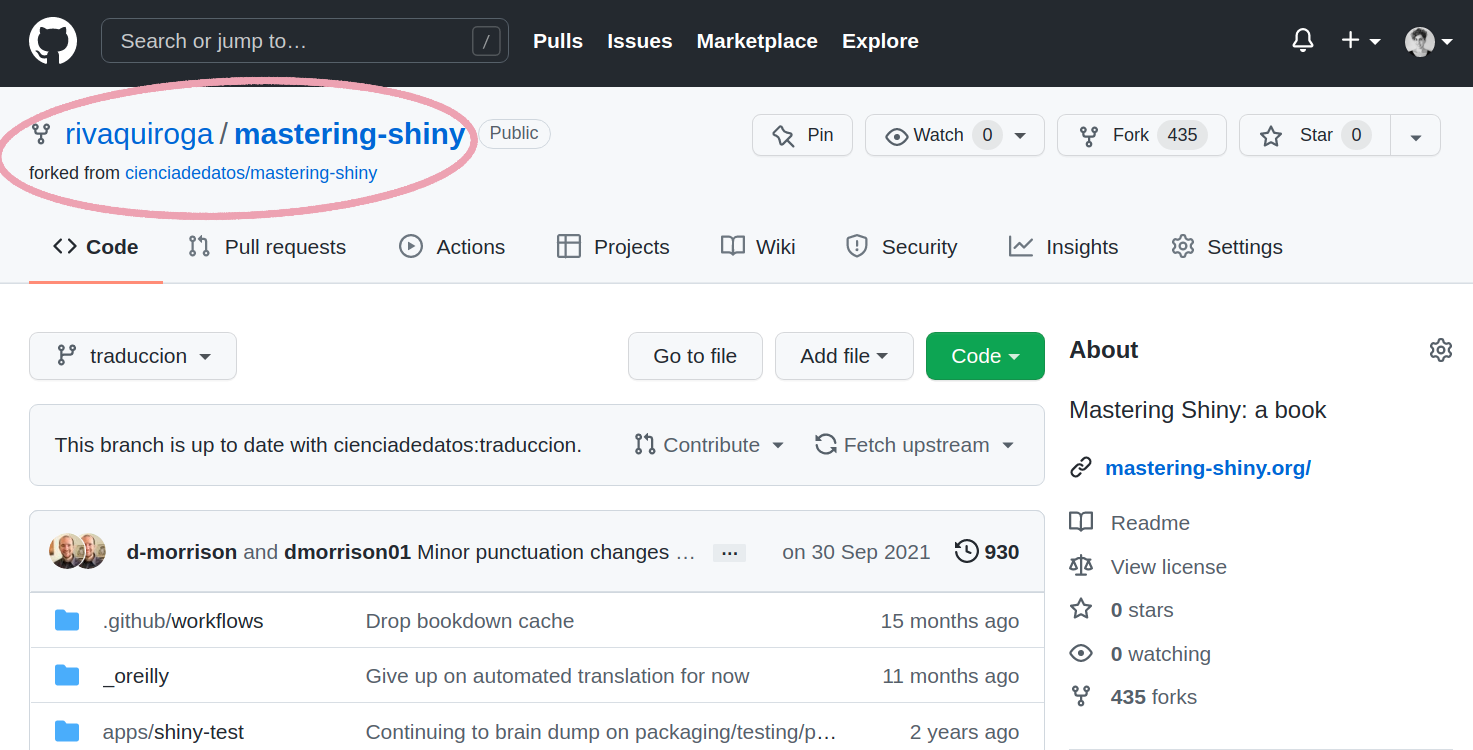 Search or jump to… /
Pulls Issues Marketplace Explore
rivaquiroga / mastering-shiny Public
forked from cienciadedatos/mastering-shiny
Pin Watch 0 Fork 435 Star 0
Code Pull requests Actions Projects Wiki Security Insights Settings
traduccion Go to file Add file Code
This branch is up to date with cienciadedatos:traduccion. Contribute Fetch upstream
d-morrison and dmorrison01 Minor punctuation changes … ... on 30 Sep 2021 930
.github/workflows Drop bookdown cache 15 months ago
_oreilly Give up on automated translation for now 11 months ago
apps/shiny-test Continuing to brain dump on packaging/testing/p… 2 years ago
About
Mastering Shiny: a book
mastering-shiny.org/
Readme
View license
0 stars
0 watching
435 forks